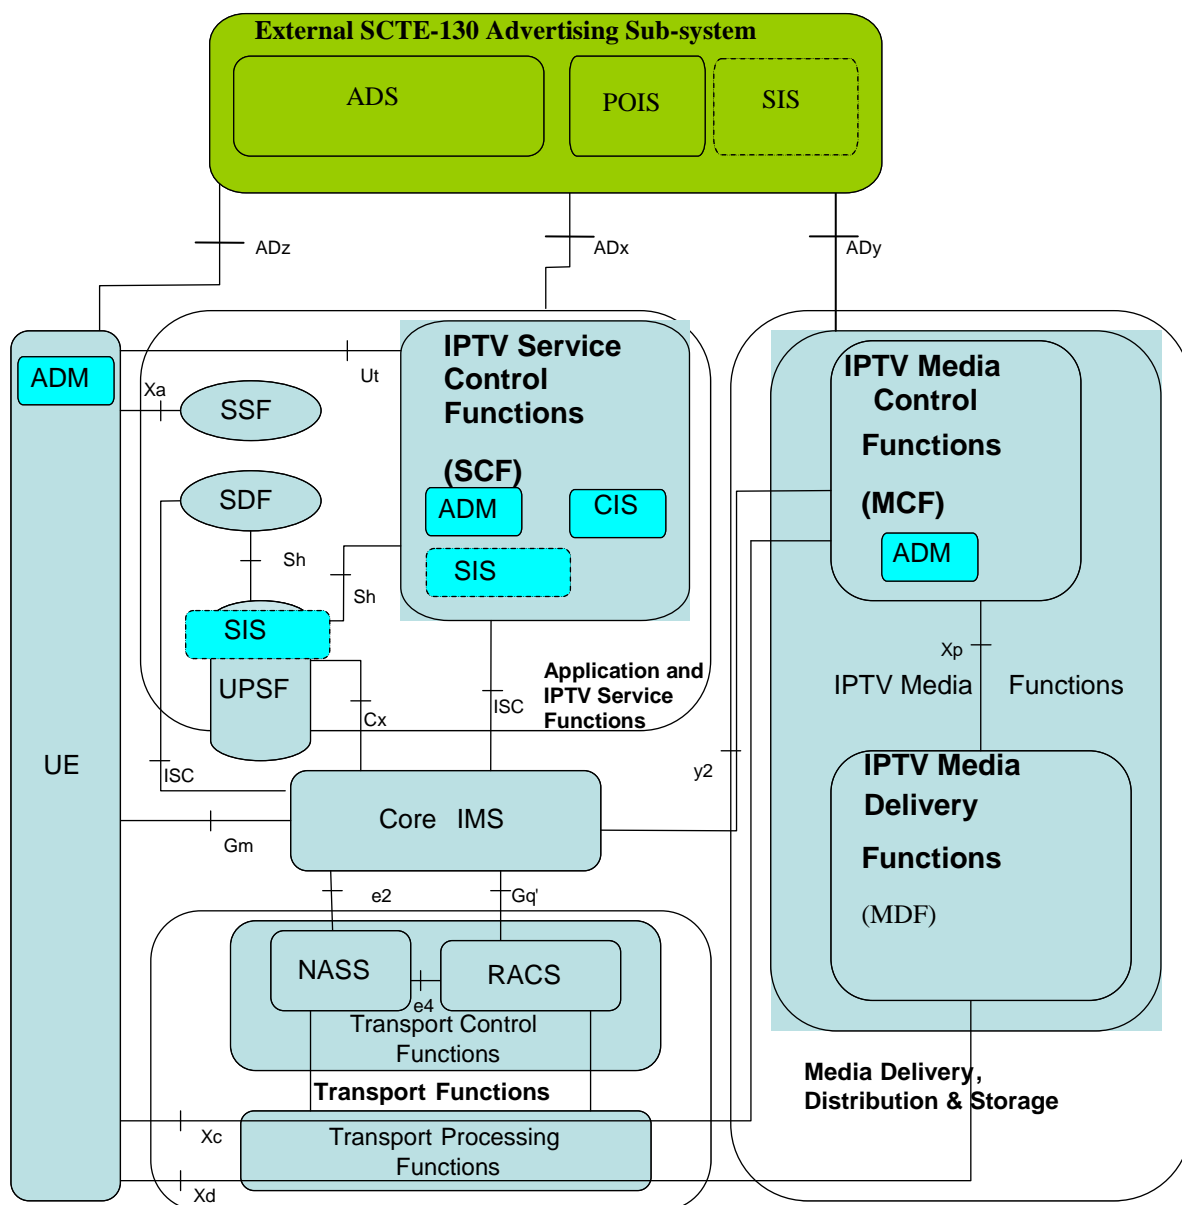 External SCTE-130 Advertising Sub-system
ADS
POIS
SIS
ADz
ADx
ADy
ADM
Xa
Ut
SSF
SDF
Sh
Sh
IPTV Service
Control
Functions
(SCF)
ADM
CIS
SIS
SIS
UPSF
Cx
ISC
ISC
Application and
IPTV Service
Functions
IPTV Media
Control
Functions
(MCF)
ADM
Xp
IPTV Media Functions
IPTV Media
Delivery
Functions
(MDF)
UE
y2
Core IMS
Gm
e2
Gq'
NASS
RACS
e4
Transport Control
Functions
Transport Functions
Transport Processing
Functions
Xc
Xd
Media Delivery,
Distribution & Storage